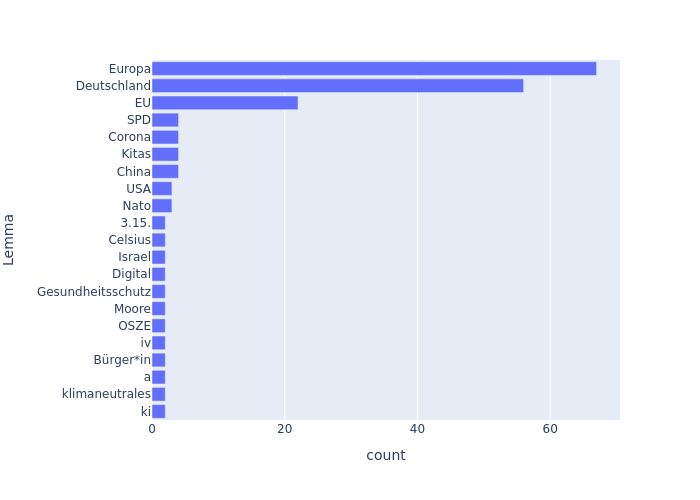 Europa
Deutschland
EU
SPD
Corona
Kitas
China
USA
Nato
3.15.
Celsius
Israel
Digital
Gesundheitsschutz
Moore
OSZE
iv
Bürger*in
a
klimaneutrales
ki
Lemma
0 20 40 60
count